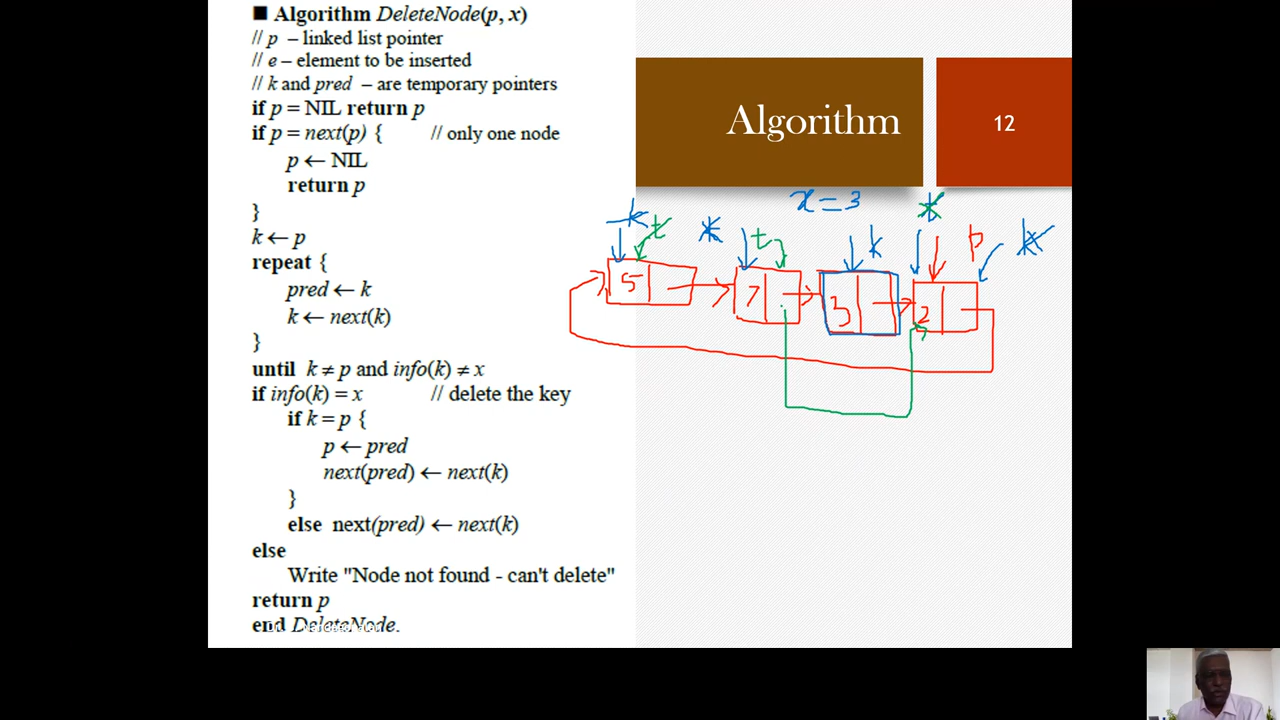 ■ Algorithm DeleteNode(p, x)
// p – linked list pointer
// e – element to be inserted
// k and pred – are temporary pointers
if p = NIL return p
if p = next(p) { // only one node
p ← NIL
return p
}
k ← p
repeat {
pred ← k
k ← next(k)
}
until k ≠ p and info(k) ≠ x
if info(k) = x // delete the key
if k = p {
p ← pred
next(pred) ← next(k)
}
else next(pred) ← next(k)
else
Write "Node not found - can't delete"
return p
end DeleteNode.
Algorithm
12
x = 3
k t k t k t p k
5 7 3 2